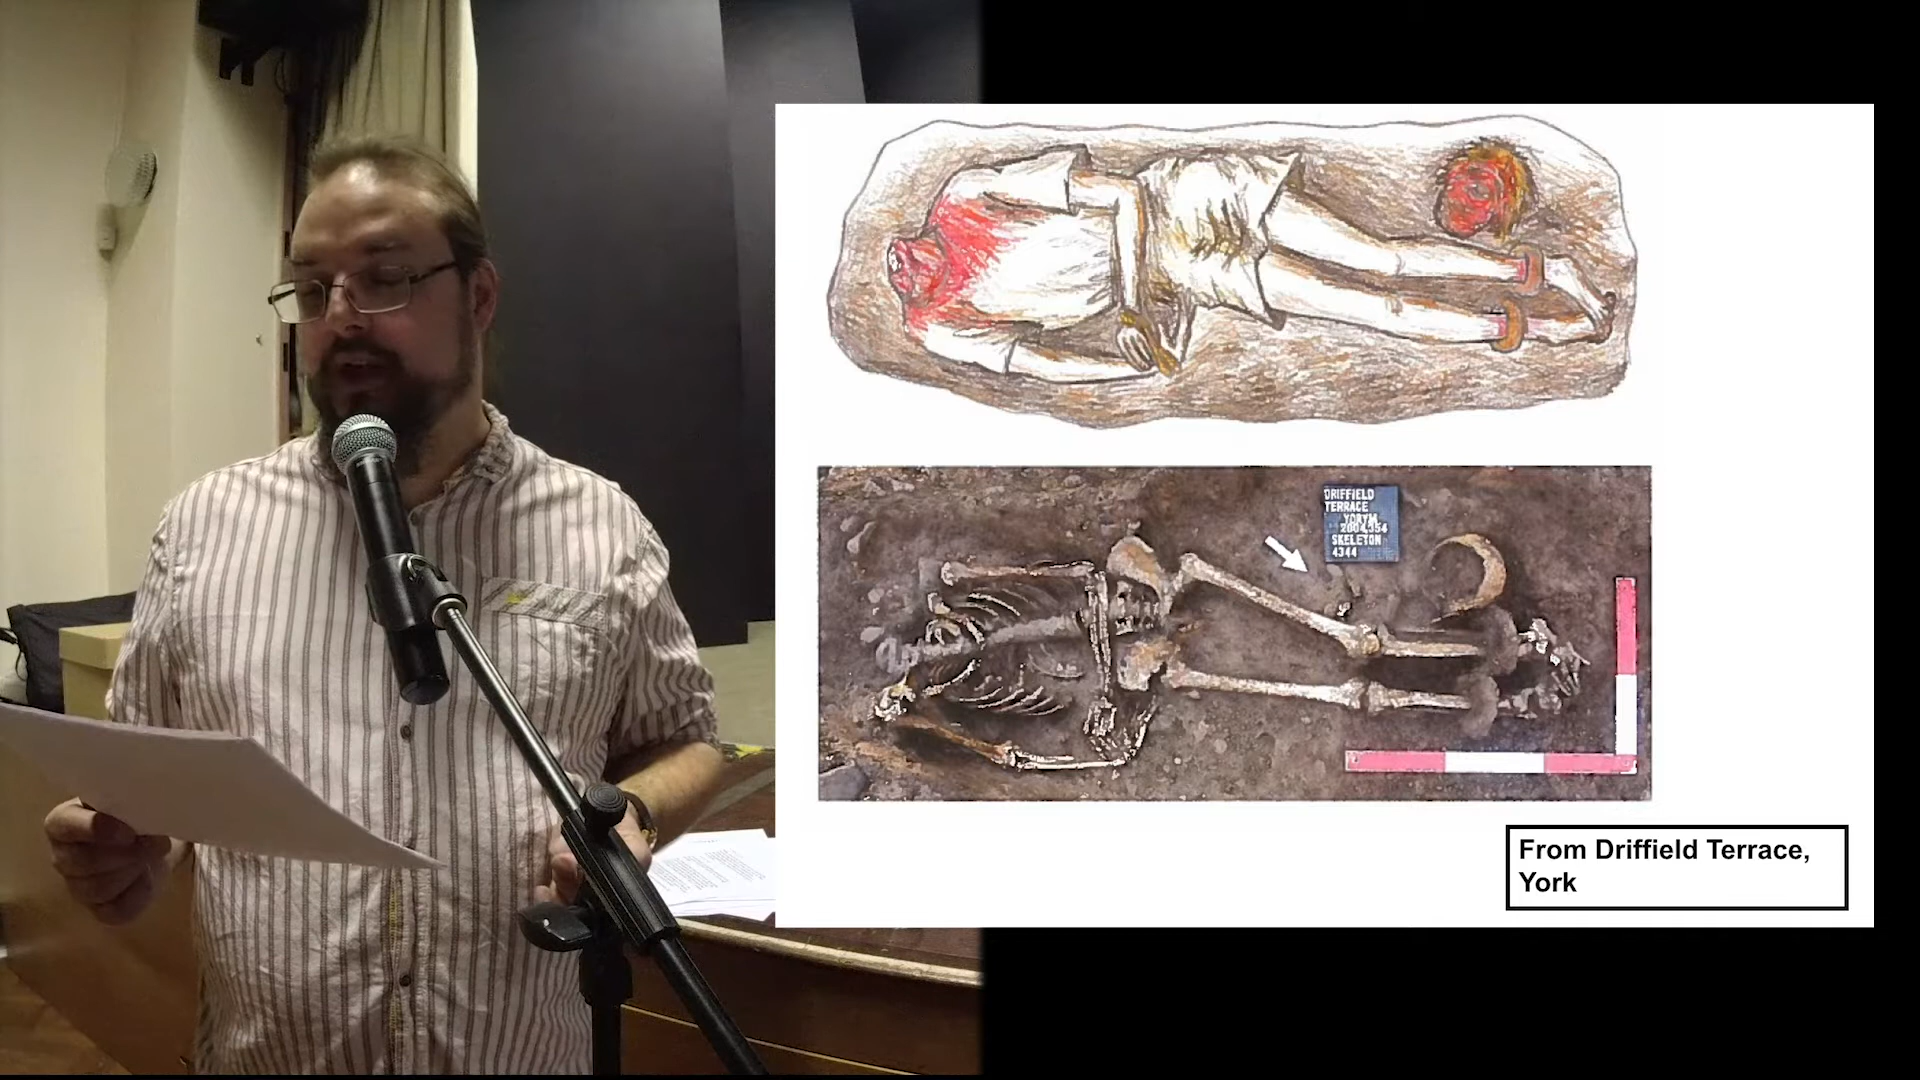 DRIFFIELD
TERRACE
YORYM
2004.354
SKELETON
4344
From Driffield Terrace,
York